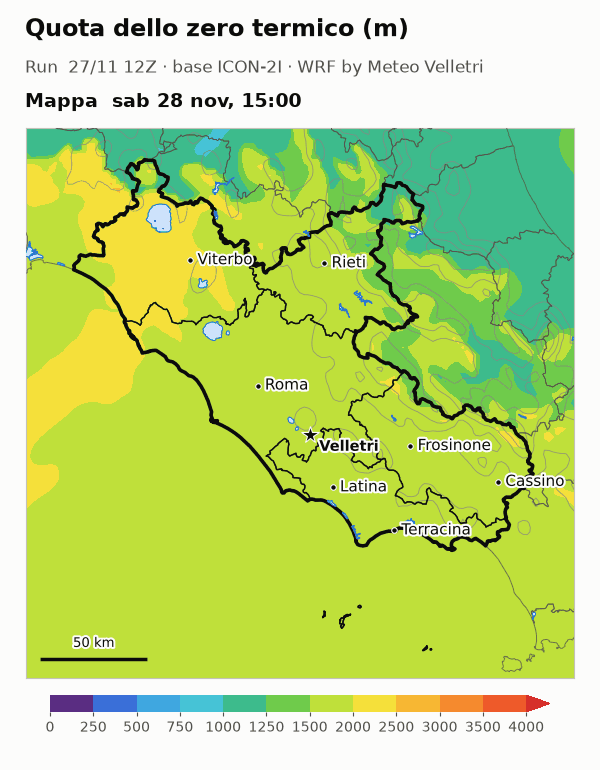 Quota dello zero termico (m)
Run  27/11 12Z · base ICON-2I · WRF by Meteo Velletri
Mappa  sab 28 nov, 15:00
Viterbo
Rieti
Roma
Velletri
Frosinone
Latina
Cassino
Terracina
50 km
0 250 500 750 1000 1250 1500 2000 2500 3000 3500 4000